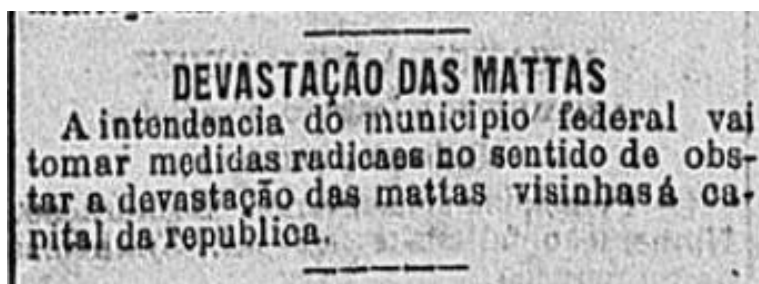 DEVASTAÇÃO DAS MATTAS
A intendencia do municipio federal vai
tomar medidas radicaes no sentido de obs-
tar a devastação das mattas visinhas á ca-
pital da republica.